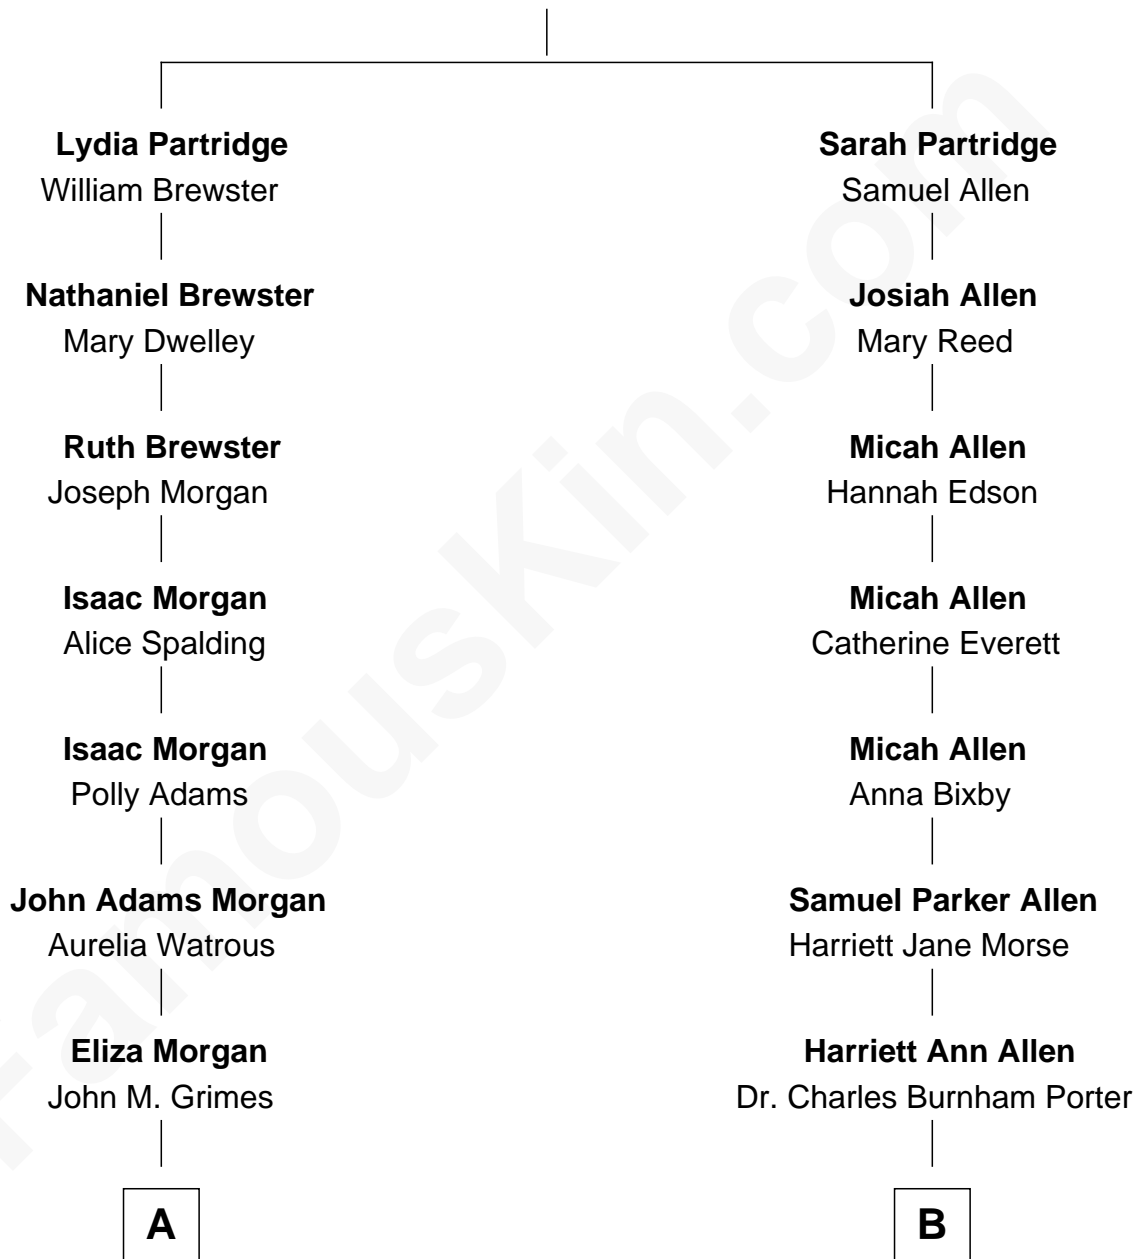 Lydia Partridge
William Brewster
Sarah Partridge
Samuel Allen
Nathaniel Brewster
Mary Dwelley
Josiah Allen
Mary Reed
Ruth Brewster
Joseph Morgan
Micah Allen
Hannah Edson
Isaac Morgan
Alice Spalding
Micah Allen
Catherine Everett
Isaac Morgan
Polly Adams
Micah Allen
Anna Bixby
John Adams Morgan
Aurelia Watrous
Samuel Parker Allen
Harriett Jane Morse
Eliza Morgan
John M. Grimes
Harriett Ann Allen
Dr. Charles Burnham Porter
A
B
FamousKin.com